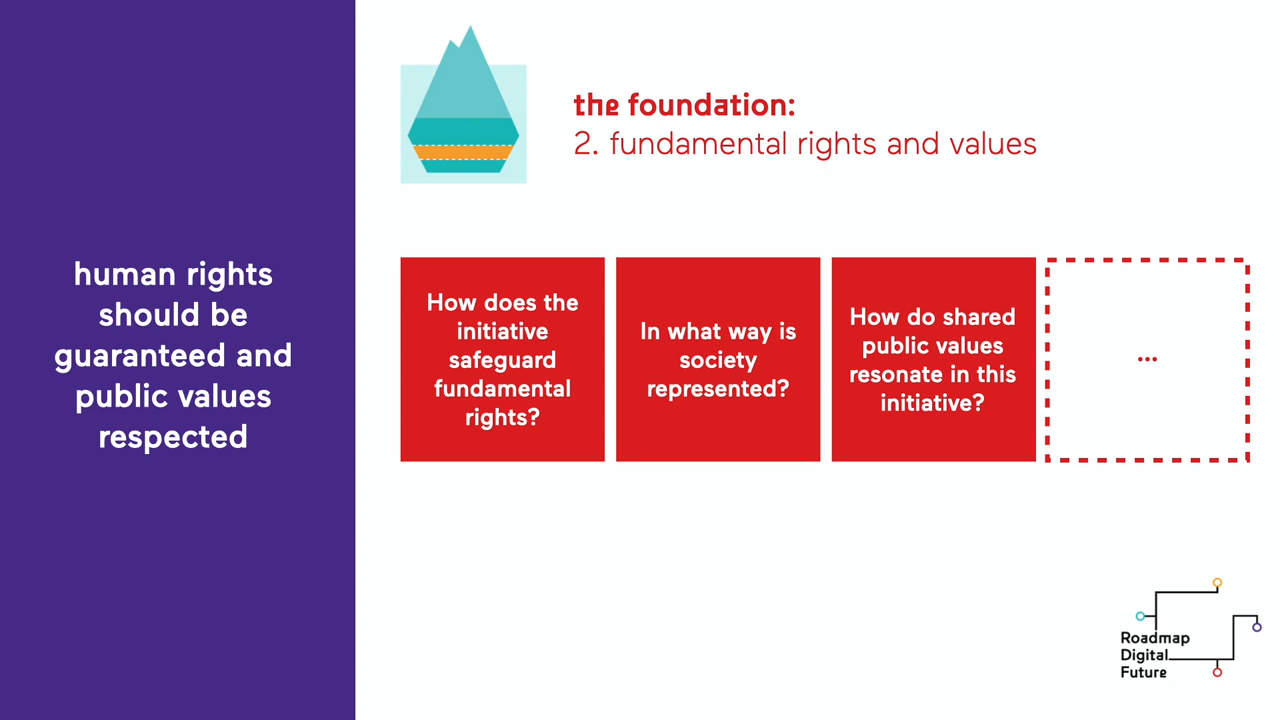 human rights
should be
guaranteed and
public values
respected
the foundation:
2. fundamental rights and values
How does the
initiative
safeguard
fundamental
rights?
In what way is
society
represented?
How do shared
public values
resonate in this
initiative?
...
Roadmap
Digital
Future